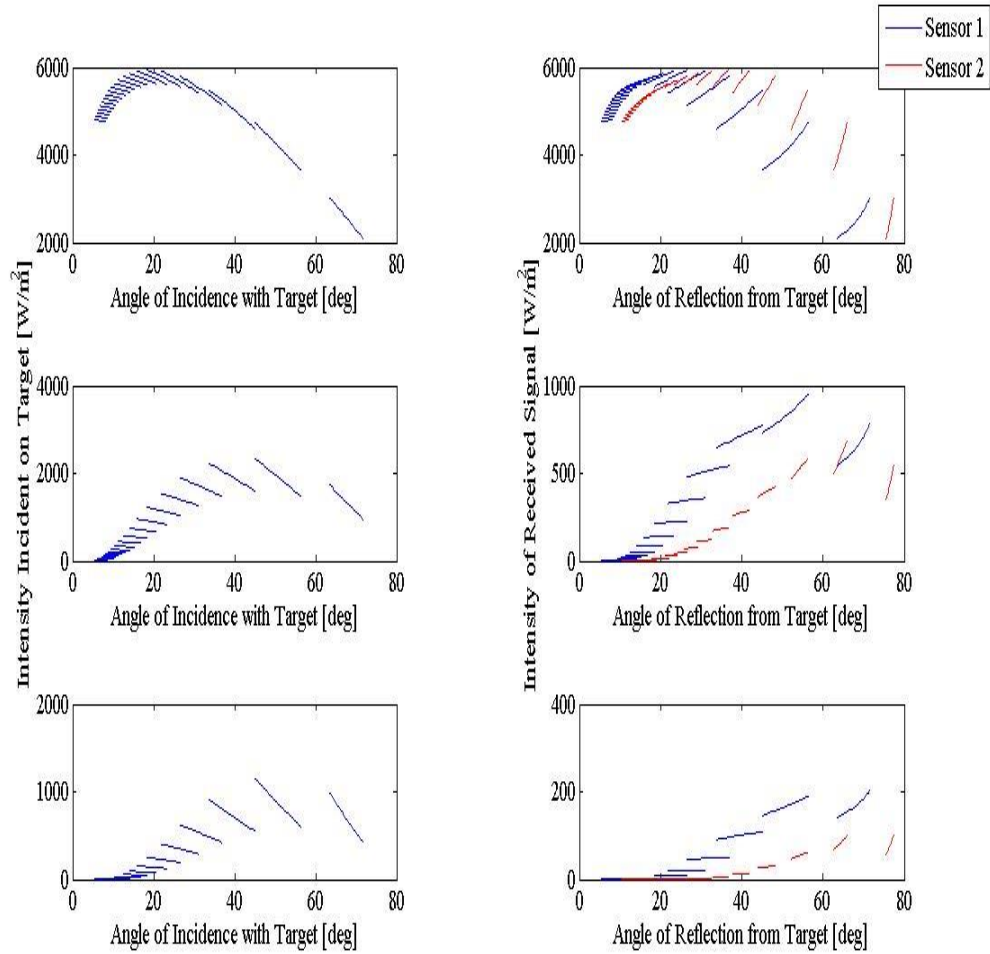 Sensor 1
Sensor 2
6000
4000
2000
0 20 40 60 80
Angle of Incidence with Target [deg]
6000
4000
2000
0 20 40 60 80
Angle of Reflection from Target [deg]
Intensity Incident on Target [W/m²]
Intensity of Received Signal [W/m²]
4000
2000
0
0 20 40 60 80
Angle of Incidence with Target [deg]
1000
500
0
0 20 40 60 80
Angle of Reflection from Target [deg]
2000
1000
0
0 20 40 60 80
Angle of Incidence with Target [deg]
400
200
0
0 20 40 60 80
Angle of Reflection from Target [deg]